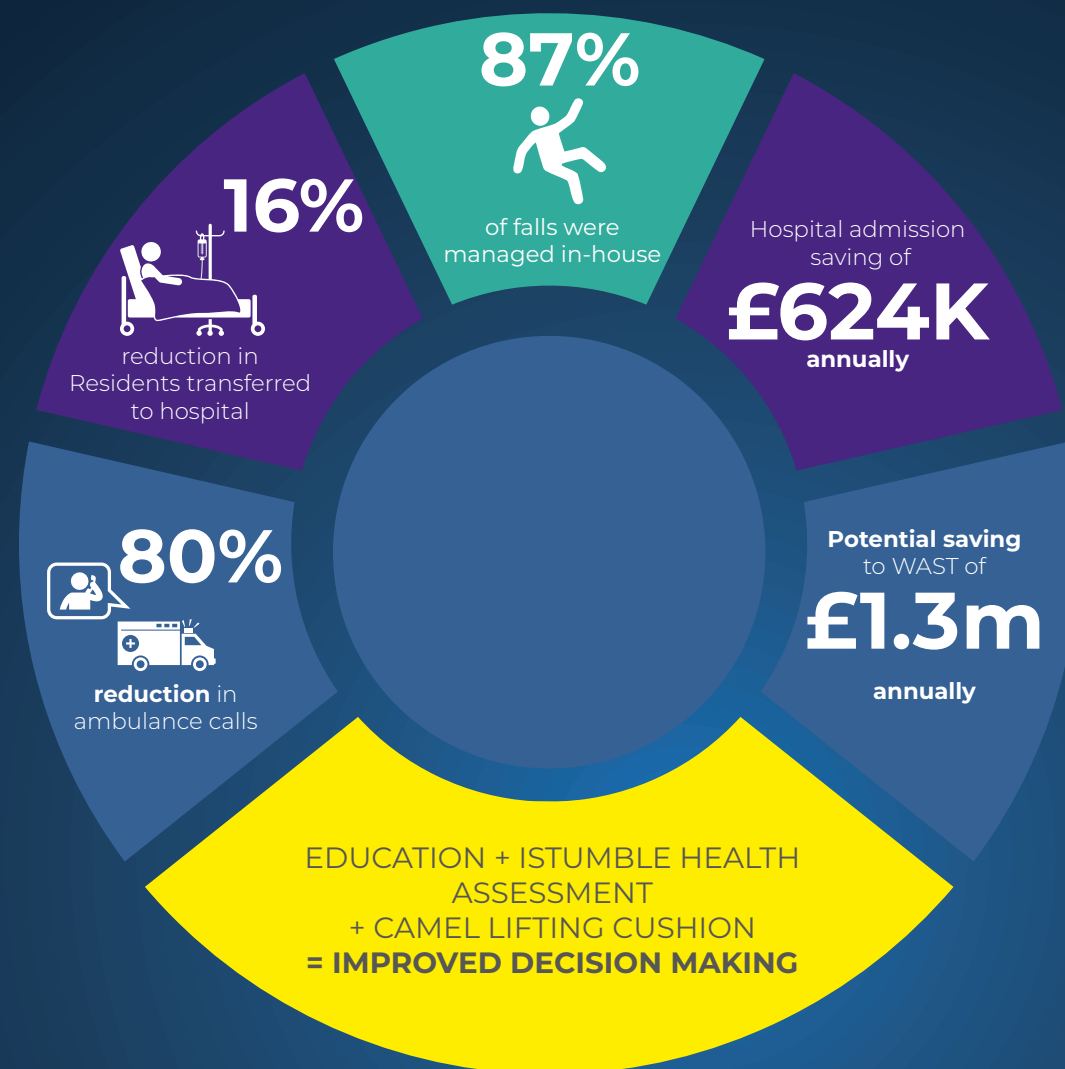 87%
of falls were
managed in-house
16%
reduction in
Residents transferred
to hospital
Hospital admission
saving of
£624K
annually
80%
reduction in
ambulance calls
Potential saving
to WAST of
£1.3m
annually
EDUCATION + ISTUMBLE HEALTH
ASSESSMENT
+ CAMEL LIFTING CUSHION
= IMPROVED DECISION MAKING